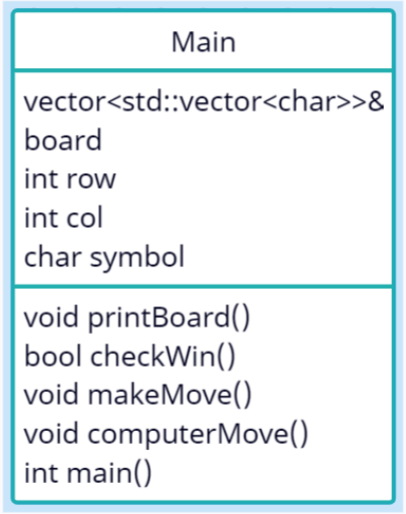 Main
vector<std::vector<char>>&
board
int row
int col
char symbol
void printBoard()
bool checkWin()
void makeMove()
void computerMove()
int main()